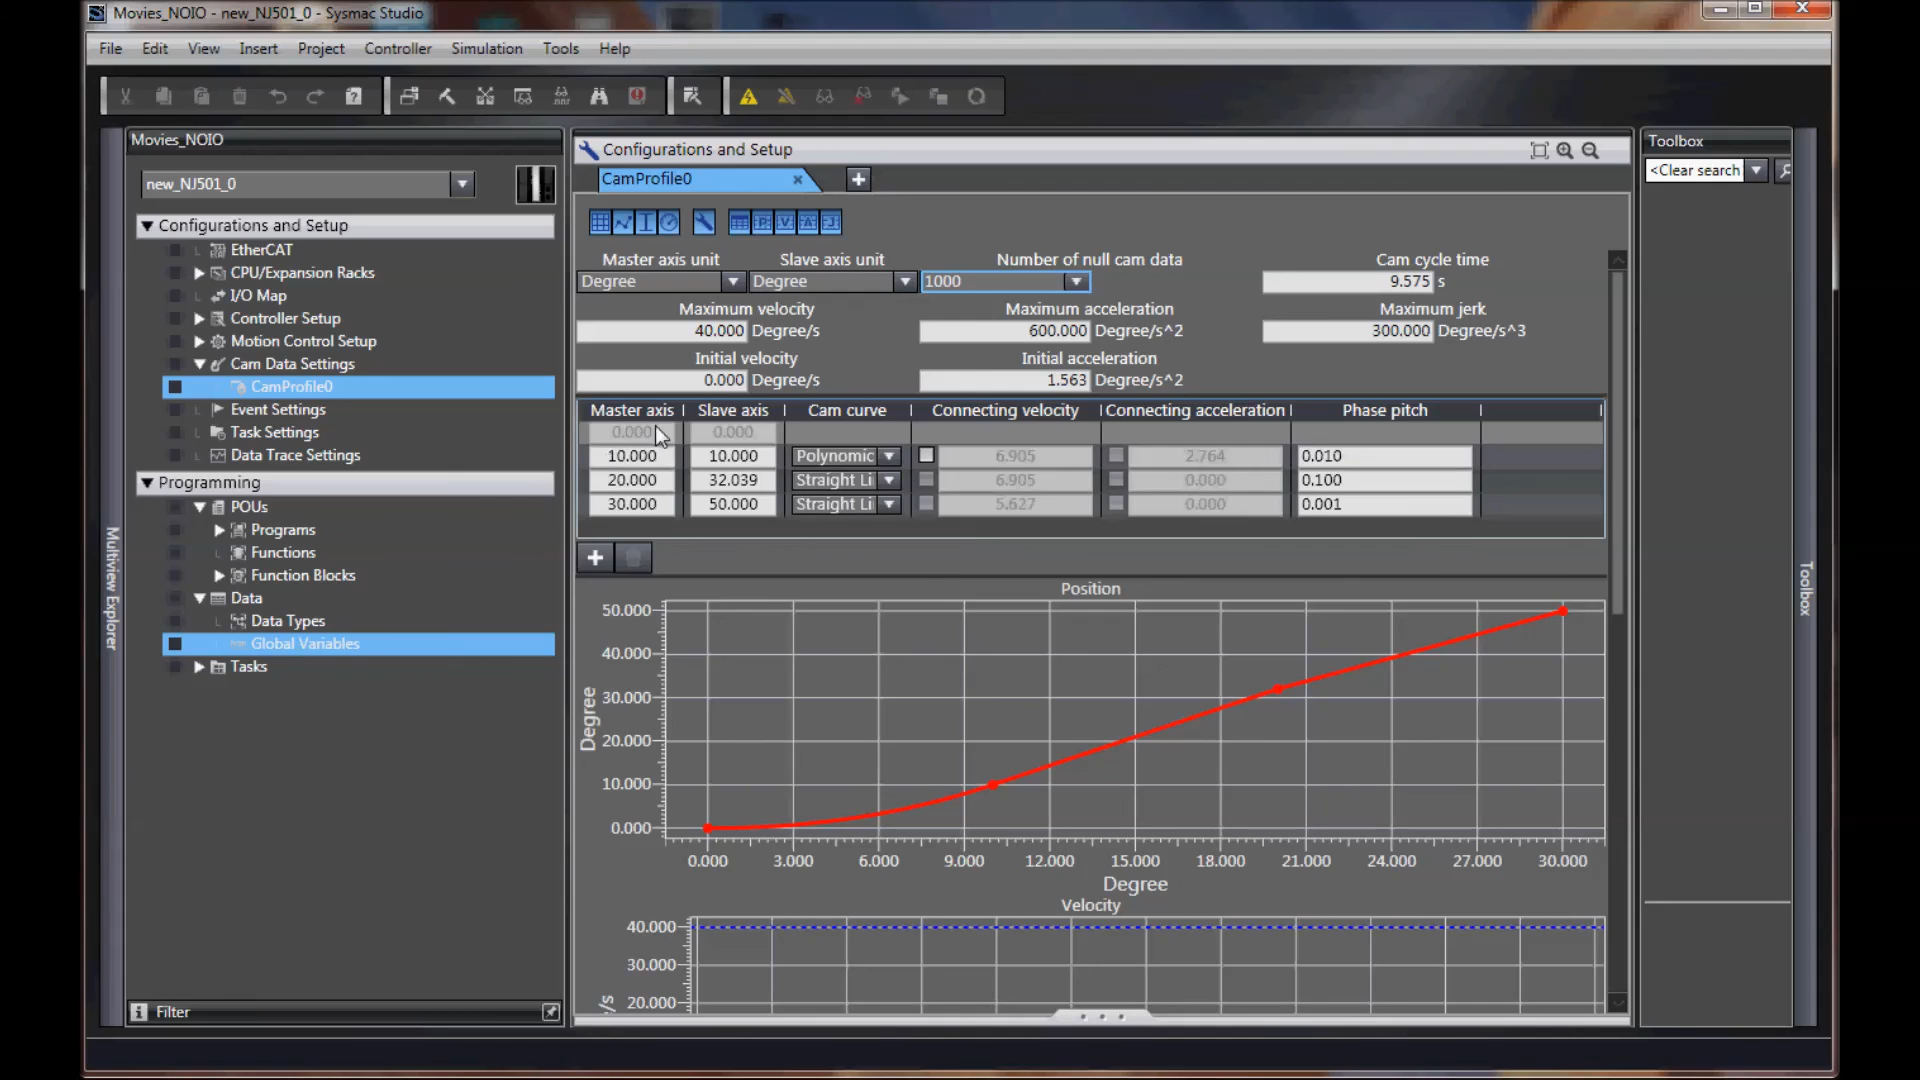 Movies_NOIO - new_NJ501_0 - Sysmac Studio
File Edit View Insert Project Controller Simulation Tools Help
Movies_NOIO
new_NJ501_0
Configurations and Setup
EtherCAT
CPU/Expansion Racks
I/O Map
Controller Setup
Motion Control Setup
Cam Data Settings
CamProfile0
Event Settings
Task Settings
Data Trace Settings
Programming
POUs
Programs
Functions
Function Blocks
Data
Data Types
Global Variables
Tasks
Filter
Multiview Explorer
Configurations and Setup
CamProfile0
Master axis unit Slave axis unit Number of null cam data Cam cycle time
Degree Degree 1000 9.575 s
Maximum velocity Maximum acceleration Maximum jerk
40.000 Degree/s 600.000 Degree/s^2 300.000 Degree/s^3
Initial velocity Initial acceleration
0.000 Degree/s 1.563 Degree/s^2
Master axis Slave axis Cam curve Connecting velocity Connecting acceleration Phase pitch
0.000 0.000
10.000 10.000 Polynomic 6.905 2.764 0.010
20.000 32.039 Straight Li 6.905 0.000 0.100
30.000 50.000 Straight Li 5.627 0.000 0.001
Position
50.000
40.000
30.000
20.000
10.000
0.000
Degree
0.000 3.000 6.000 9.000 12.000 15.000 18.000 21.000 24.000 27.000 30.000
Degree
Velocity
40.000
30.000
20.000
/s
Toolbox
<Clear search
Toolbox